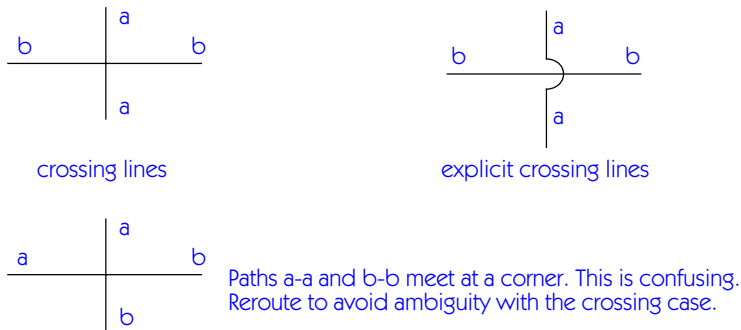 a
b b
a
crossing lines
a
b b
a
explicit crossing lines
a
a b
b
Paths a-a and b-b meet at a corner. This is confusing.
Reroute to avoid ambiguity with the crossing case.